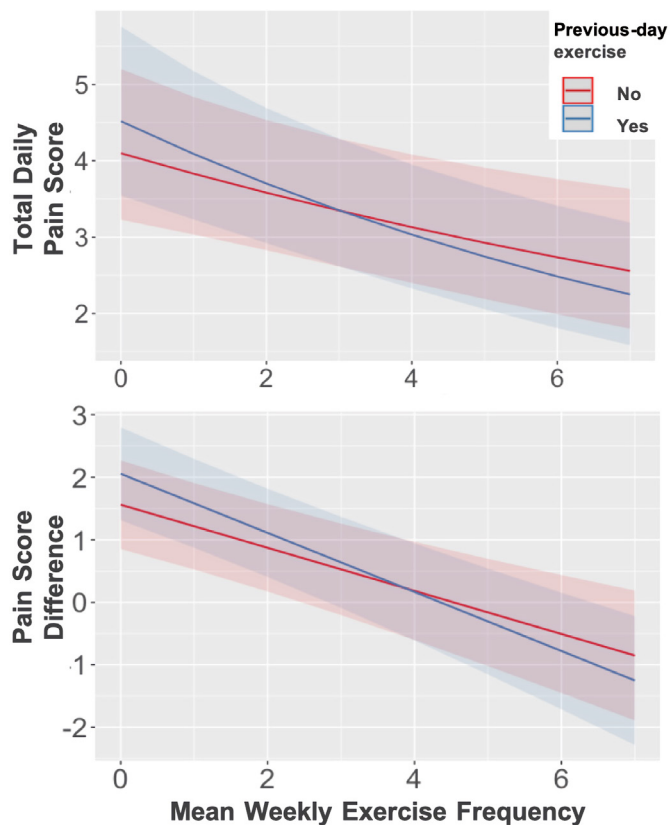 Previous-day
exercise
No
Yes
Total Daily
Pain Score
5
4
3
2
0
2
4
6
Pain Score
Difference
3
2
1
0
-1
-2
0
2
4
6
Mean Weekly Exercise Frequency